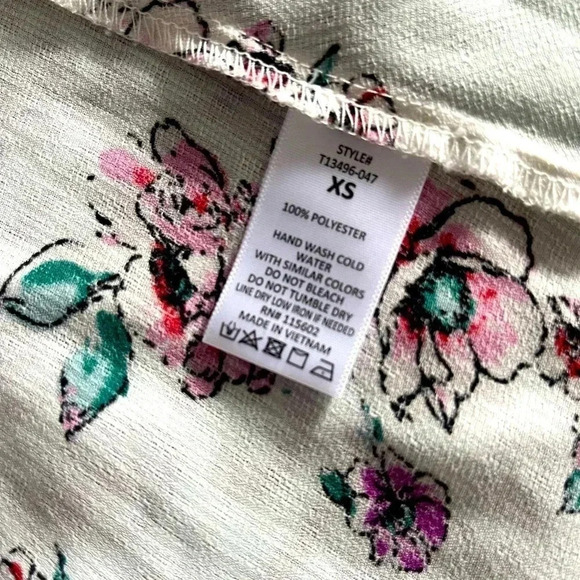 STYLE#
T13496-047
XS
100% POLYESTER
HAND WASH COLD
WATER
WITH SIMILAR COLORS
DO NOT BLEACH
DO NOT TUMBLE DRY
LINE DRY LOW IRON IF NEEDED
RN# 115602
MADE IN VIETNAM